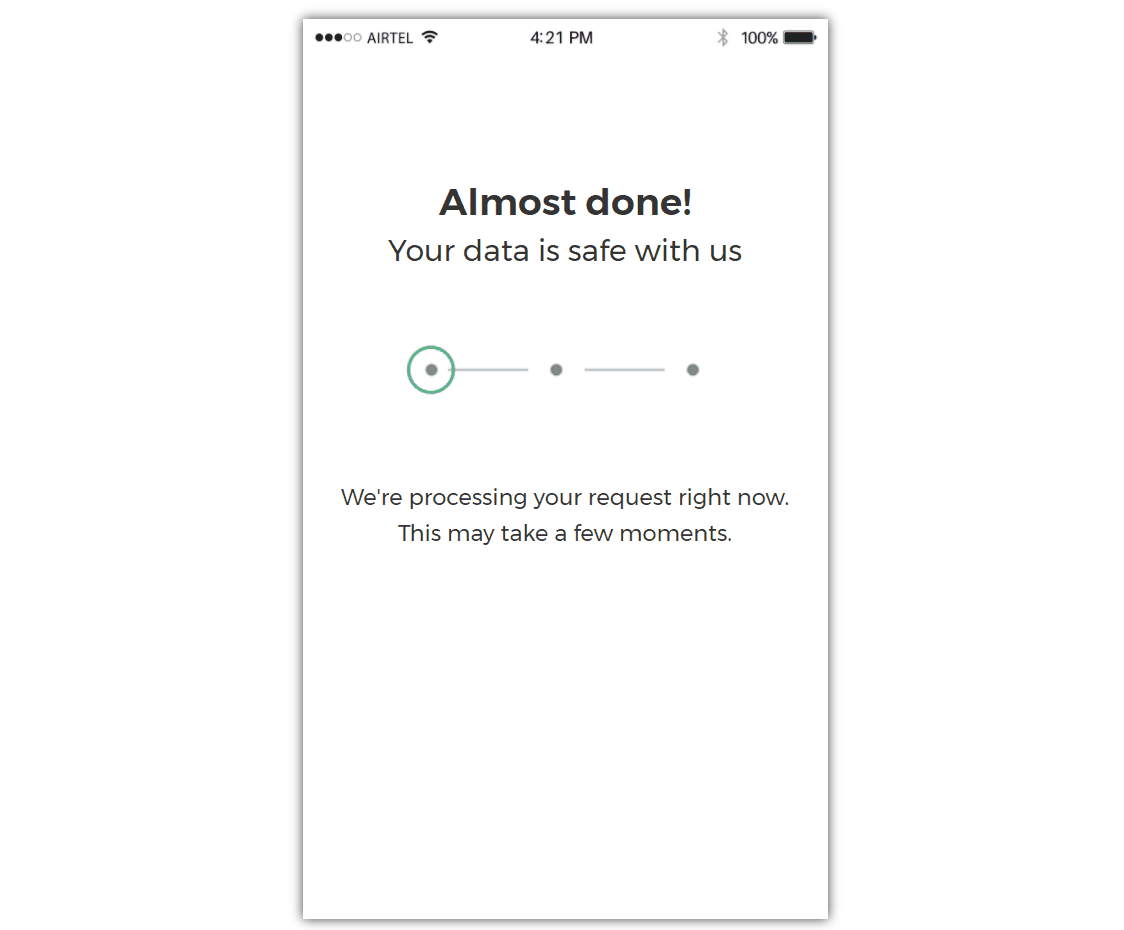 AIRTEL 4:21 PM 100%
Almost done!
Your data is safe with us
We're processing your request right now.
This may take a few moments.